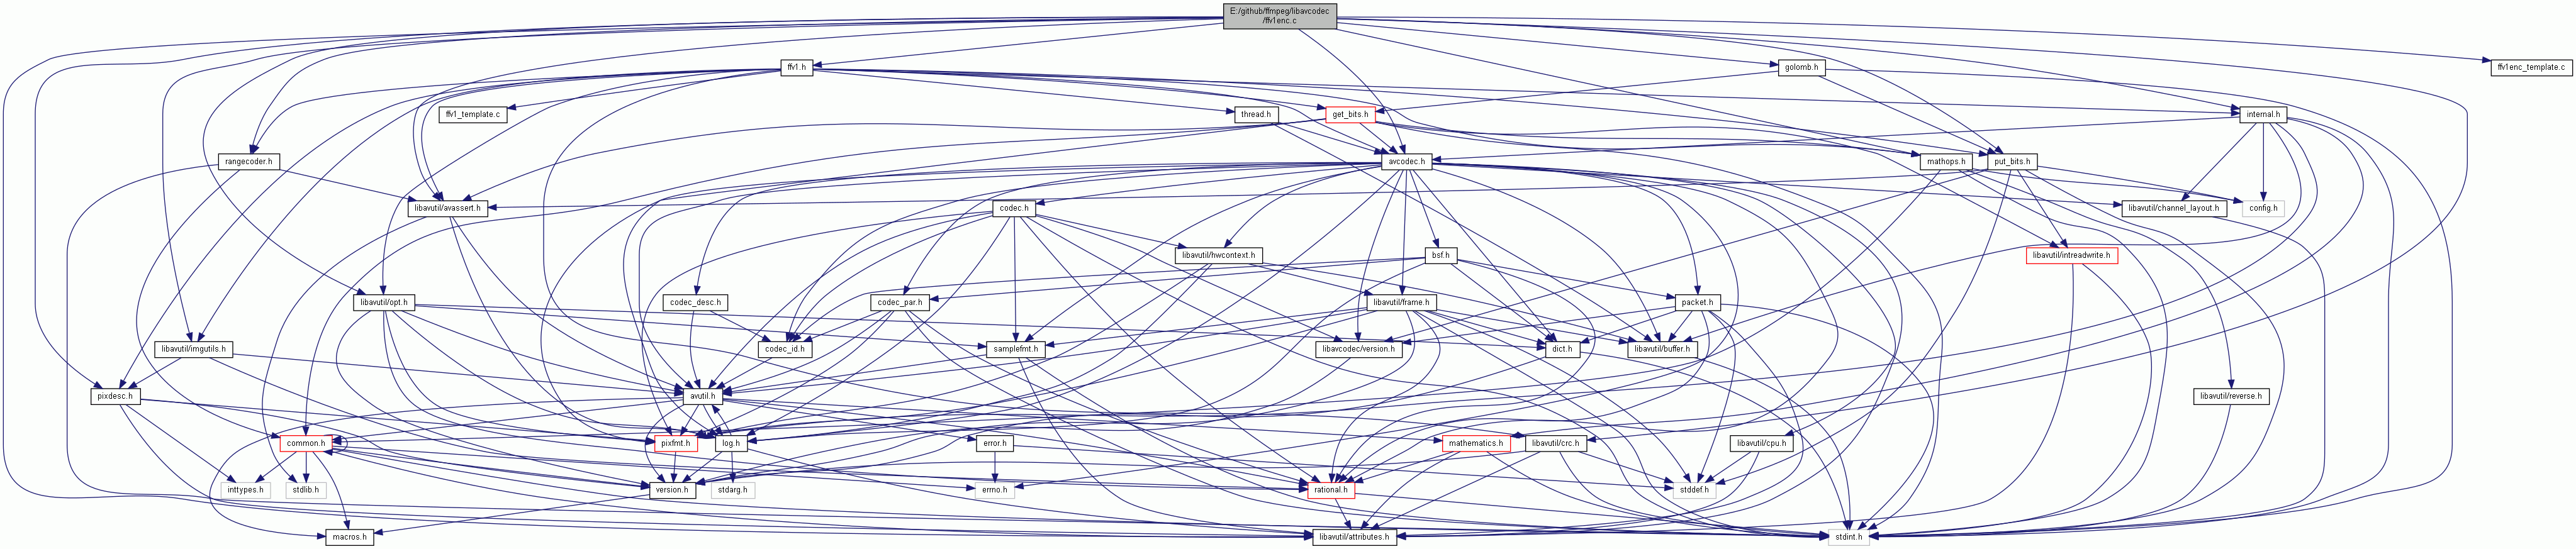 E:/github/ffmpeg/libavcodec
/ffv1enc.c
ffv1.h
golomb.h
ffv1enc_template.c
ffv1_template.c
thread.h
get_bits.h
internal.h
rangecoder.h
avcodec.h
mathops.h
put_bits.h
libavutil/avassert.h
codec.h
libavutil/channel_layout.h
config.h
libavutil/hwcontext.h
bsf.h
libavutil/intreadwrite.h
libavutil/opt.h
codec_desc.h
codec_par.h
libavutil/frame.h
packet.h
libavutil/imgutils.h
codec_id.h
samplefmt.h
libavcodec/version.h
dict.h
libavutil/buffer.h
pixdesc.h
avutil.h
libavutil/reverse.h
common.h
pixfmt.h
log.h
error.h
mathematics.h
libavutil/crc.h
libavutil/cpu.h
inttypes.h
stdlib.h
version.h
stdarg.h
errno.h
rational.h
stddef.h
macros.h
libavutil/attributes.h
stdint.h